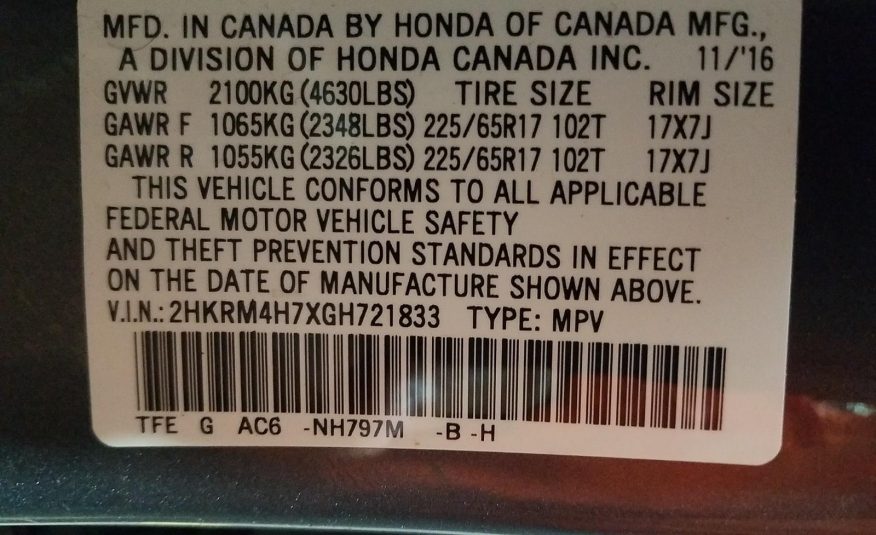 MFD. IN CANADA BY HONDA OF CANADA MFG.,
A DIVISION OF HONDA CANADA INC. 11/'16
GVWR 2100KG (4630LBS) TIRE SIZE RIM SIZE
GAWR F 1065KG (2348LBS) 225/65R17 102T 17X7J
GAWR R 1055KG (2326LBS) 225/65R17 102T 17X7J
THIS VEHICLE CONFORMS TO ALL APPLICABLE
FEDERAL MOTOR VEHICLE SAFETY
AND THEFT PREVENTION STANDARDS IN EFFECT
ON THE DATE OF MANUFACTURE SHOWN ABOVE.
V.I.N.: 2HKRM4H7XGH721833 TYPE: MPV
TFE G AC6 -NH797M -B -H